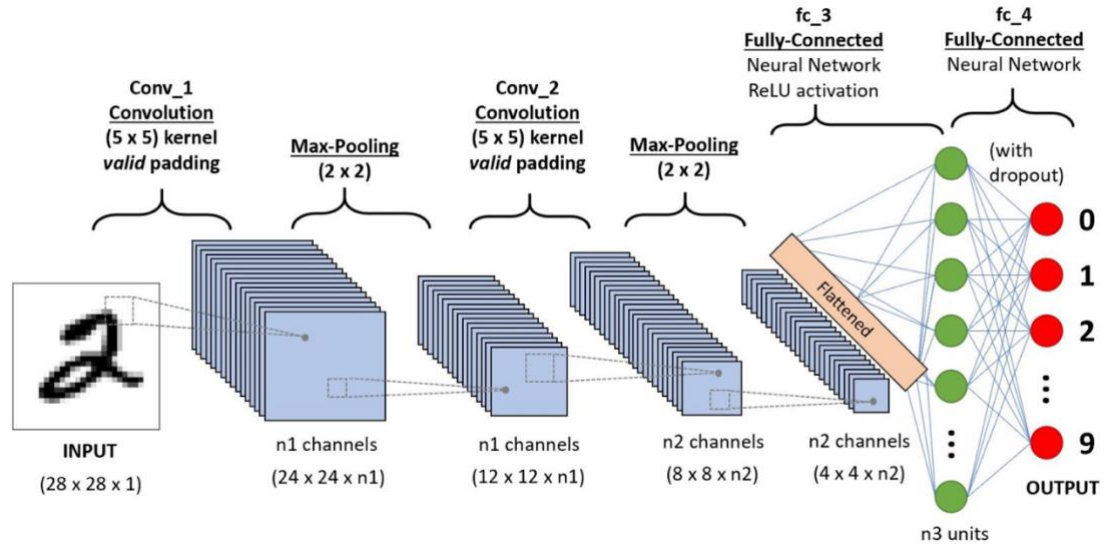 fc_3
Fully-Connected
Neural Network
ReLU activation
fc_4
Fully-Connected
Neural Network
Conv_1
Convolution
(5 x 5) kernel
valid padding
Max-Pooling
(2 x 2)
Conv_2
Convolution
(5 x 5) kernel
valid padding
Max-Pooling
(2 x 2)
(with
dropout)
Flattened
0
1
2
9
INPUT
(28 x 28 x 1)
n1 channels
(24 x 24 x n1)
n1 channels
(12 x 12 x n1)
n2 channels
(8 x 8 x n2)
n2 channels
(4 x 4 x n2)
OUTPUT
n3 units